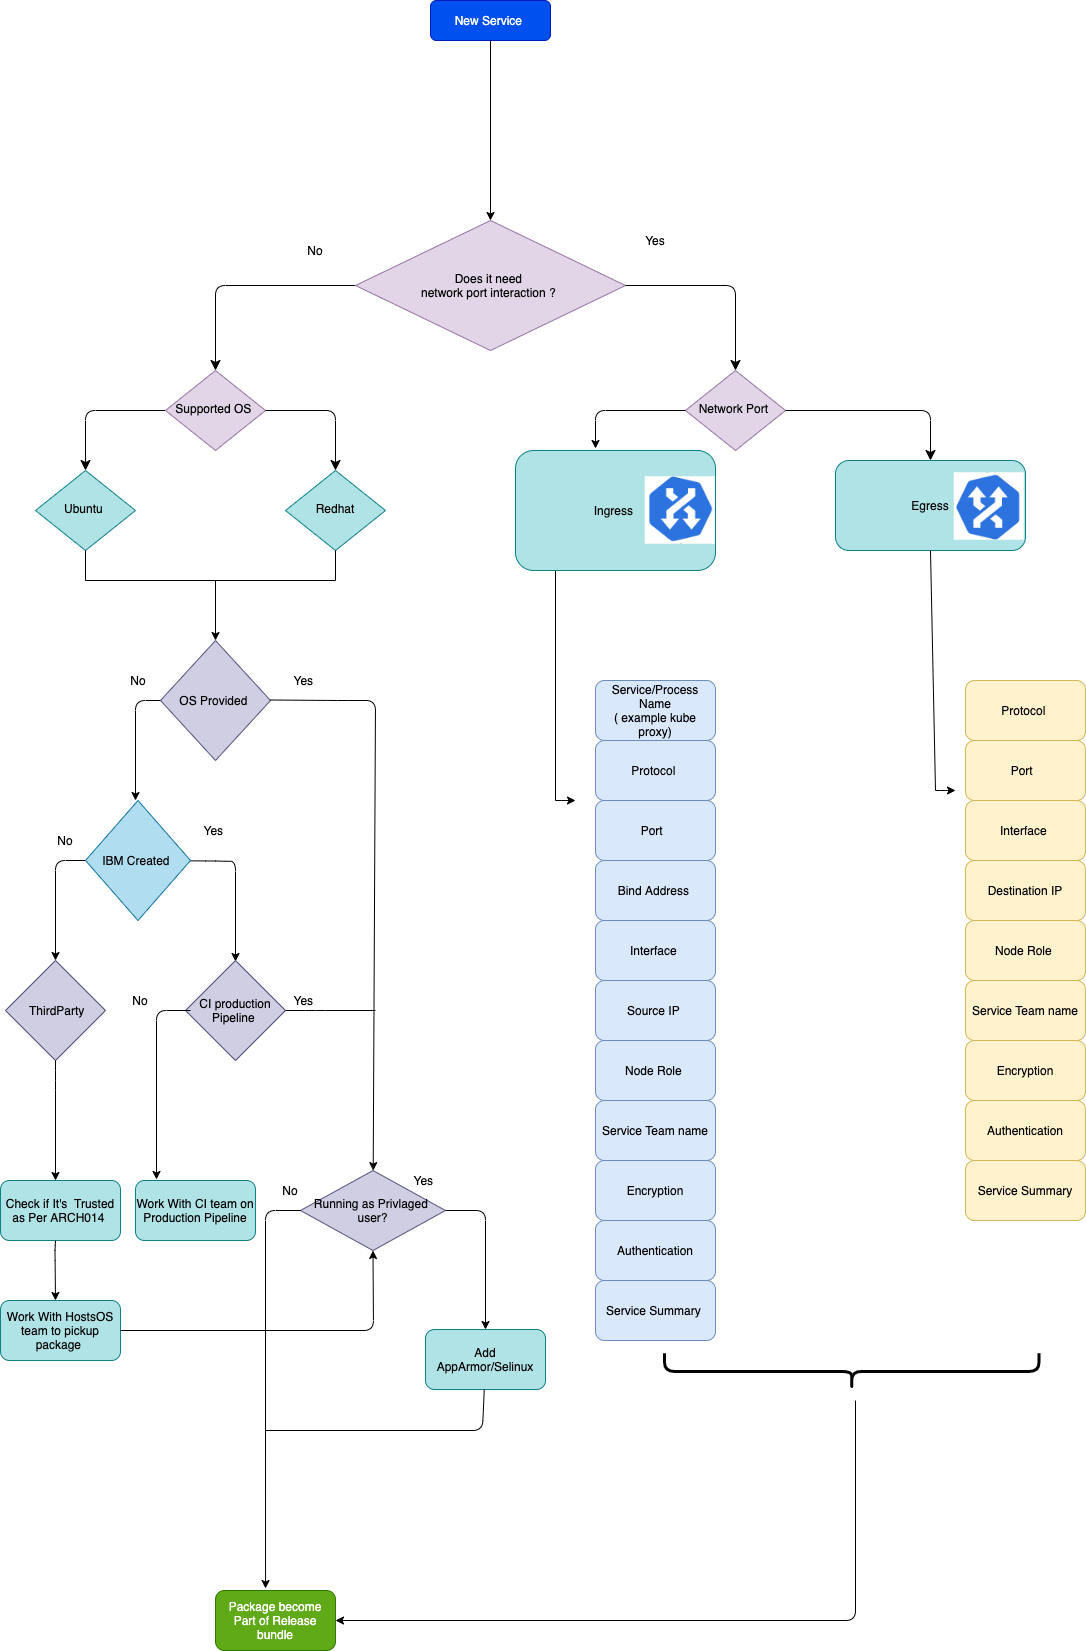 New Service
No
Yes
Does it need
network port interaction ?
Supported OS
Network Port
Ubuntu
Redhat
Ingress
Egress
No
OS Provided
Yes
Service/Process
Name
( example kube
proxy)
Protocol
Port
Bind Address
Interface
Source IP
Node Role
Service Team name
Encryption
Authentication
Service Summary
Protocol
Port
Interface
Destination IP
Node Role
Service Team name
Encryption
Authentication
Service Summary
No
IBM Created
Yes
ThirdParty
No
CI production
Pipeline
Yes
Check if It's  Trusted
as Per ARCH014
Work With CI team on
Production Pipeline
No
Running as Privlaged
user?
Yes
Work With HostsOS
team to pickup
package
Add
AppArmor/Selinux
Package become
Part of Release
bundle